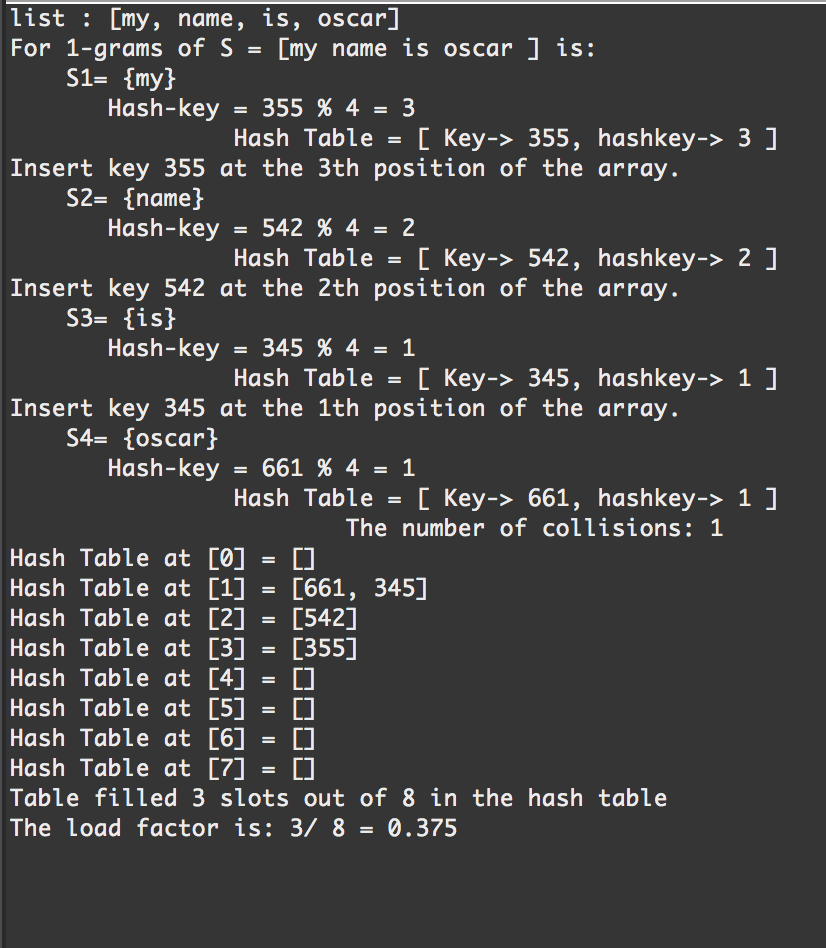 list : [my, name, is, oscar]
For 1-grams of S = [my name is oscar ] is:
    S1= {my}
       Hash-key = 355 % 4 = 3
                Hash Table = [ Key-> 355, hashkey-> 3 ]
Insert key 355 at the 3th position of the array.
    S2= {name}
       Hash-key = 542 % 4 = 2
                Hash Table = [ Key-> 542, hashkey-> 2 ]
Insert key 542 at the 2th position of the array.
    S3= {is}
       Hash-key = 345 % 4 = 1
                Hash Table = [ Key-> 345, hashkey-> 1 ]
Insert key 345 at the 1th position of the array.
    S4= {oscar}
       Hash-key = 661 % 4 = 1
                Hash Table = [ Key-> 661, hashkey-> 1 ]
                        The number of collisions: 1
Hash Table at [0] = []
Hash Table at [1] = [661, 345]
Hash Table at [2] = [542]
Hash Table at [3] = [355]
Hash Table at [4] = []
Hash Table at [5] = []
Hash Table at [6] = []
Hash Table at [7] = []
Table filled 3 slots out of 8 in the hash table
The load factor is: 3/ 8 = 0.375